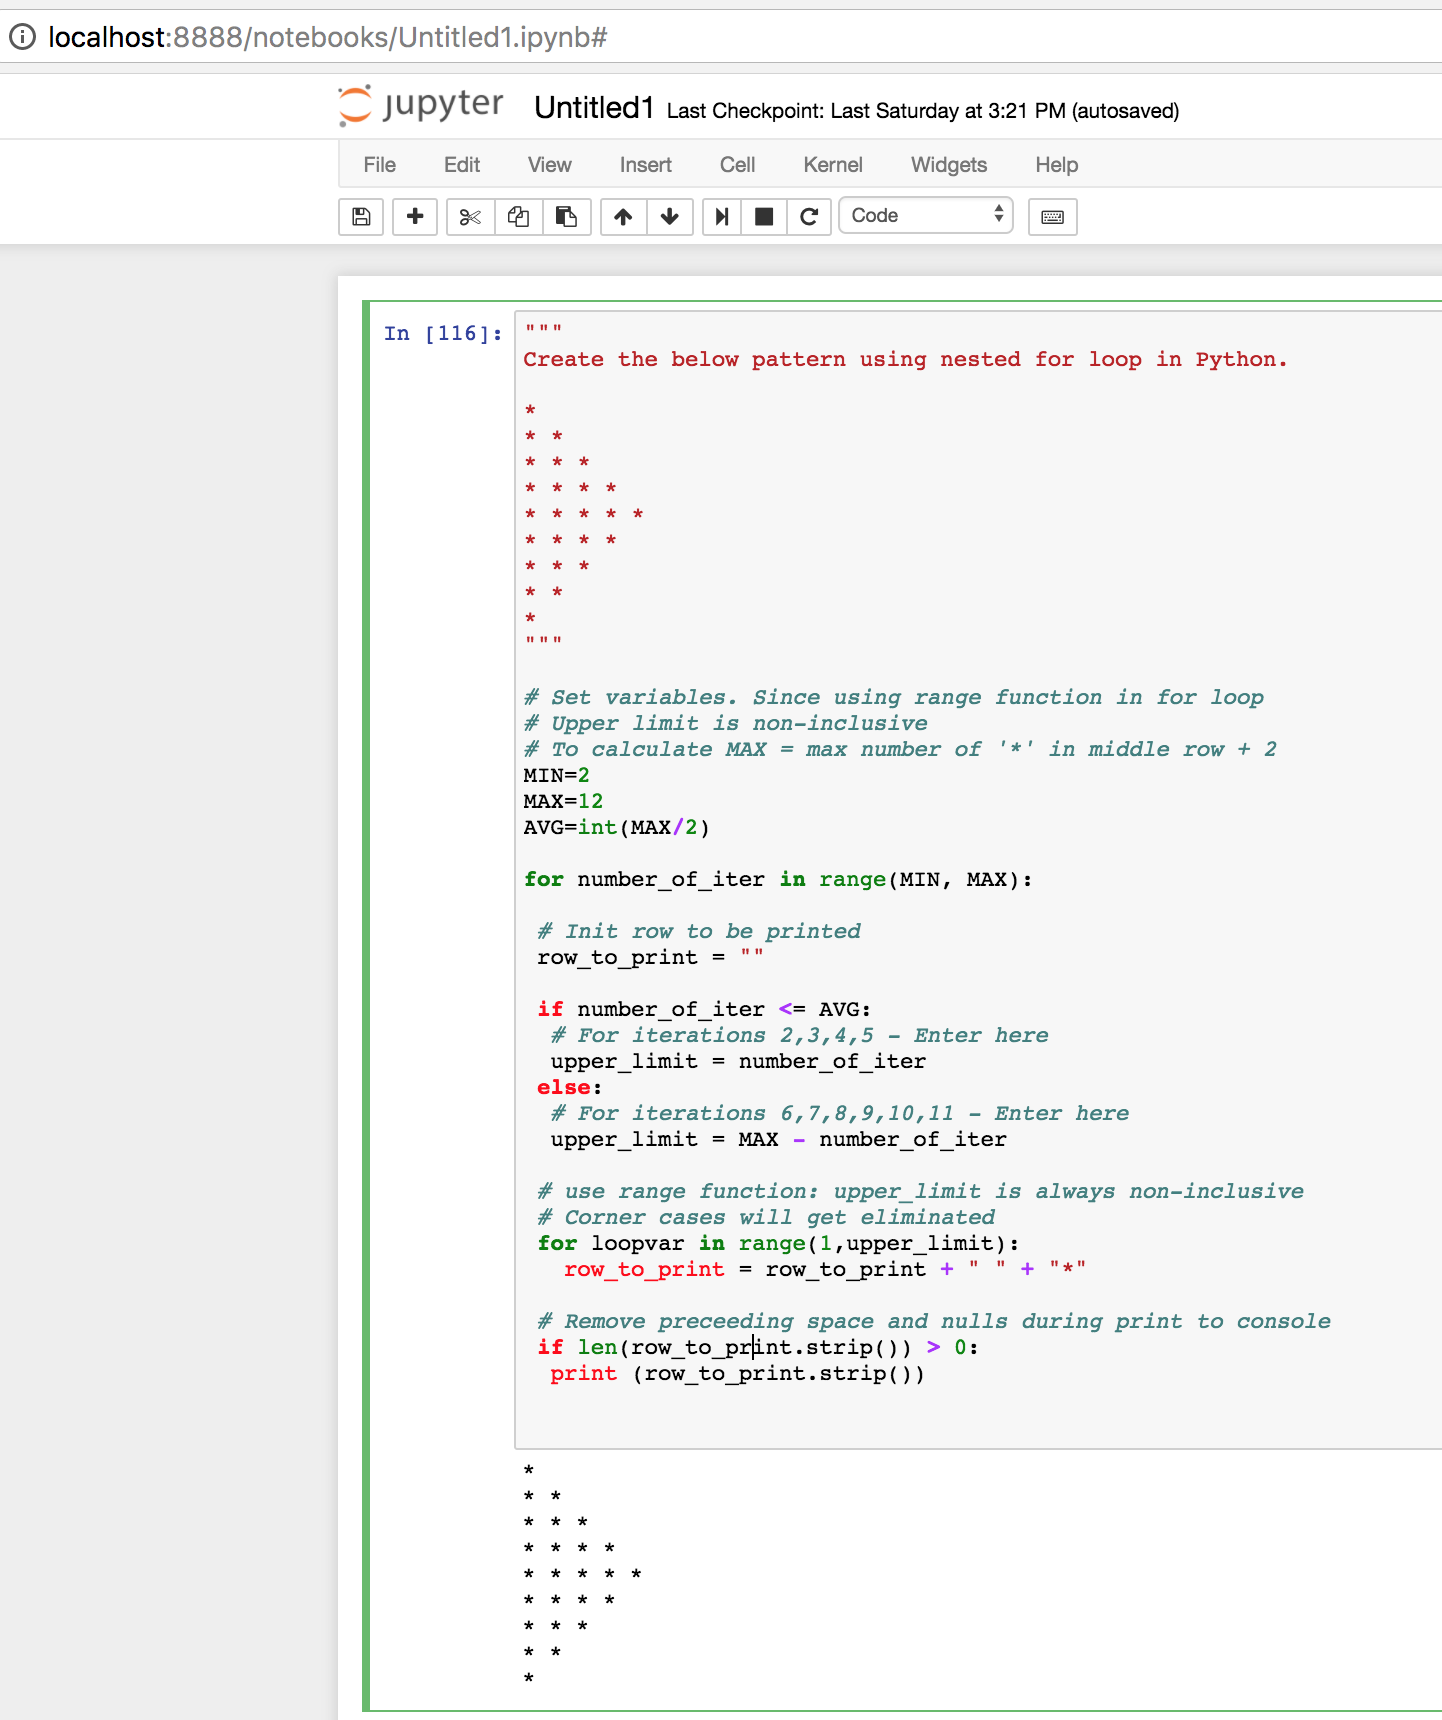 localhost:8888/notebooks/Untitled1.ipynb#
jupyter Untitled1 Last Checkpoint: Last Saturday at 3:21 PM (autosaved)
File Edit View Insert Cell Kernel Widgets Help
Code
In [116]:
"""
Create the below pattern using nested for loop in Python.
*
* *
* * *
* * * *
* * * * *
* * * *
* * *
* *
*
"""
# Set variables. Since using range function in for loop
# Upper limit is non-inclusive
# To calculate MAX = max number of '*' in middle row + 2
MIN=2
MAX=12
AVG=int(MAX/2)
for number_of_iter in range(MIN, MAX):
# Init row to be printed
row_to_print = ""
if number_of_iter <= AVG:
# For iterations 2,3,4,5 - Enter here
upper_limit = number_of_iter
else:
# For iterations 6,7,8,9,10,11 - Enter here
upper_limit = MAX - number_of_iter
# use range function: upper_limit is always non-inclusive
# Corner cases will get eliminated
for loopvar in range(1,upper_limit):
row_to_print = row_to_print + " " + "*"
# Remove preceeding space and nulls during print to console
if len(row_to_print.strip()) > 0:
print (row_to_print.strip())
*
* *
* * *
* * * *
* * * * *
* * * *
* * *
* *
*